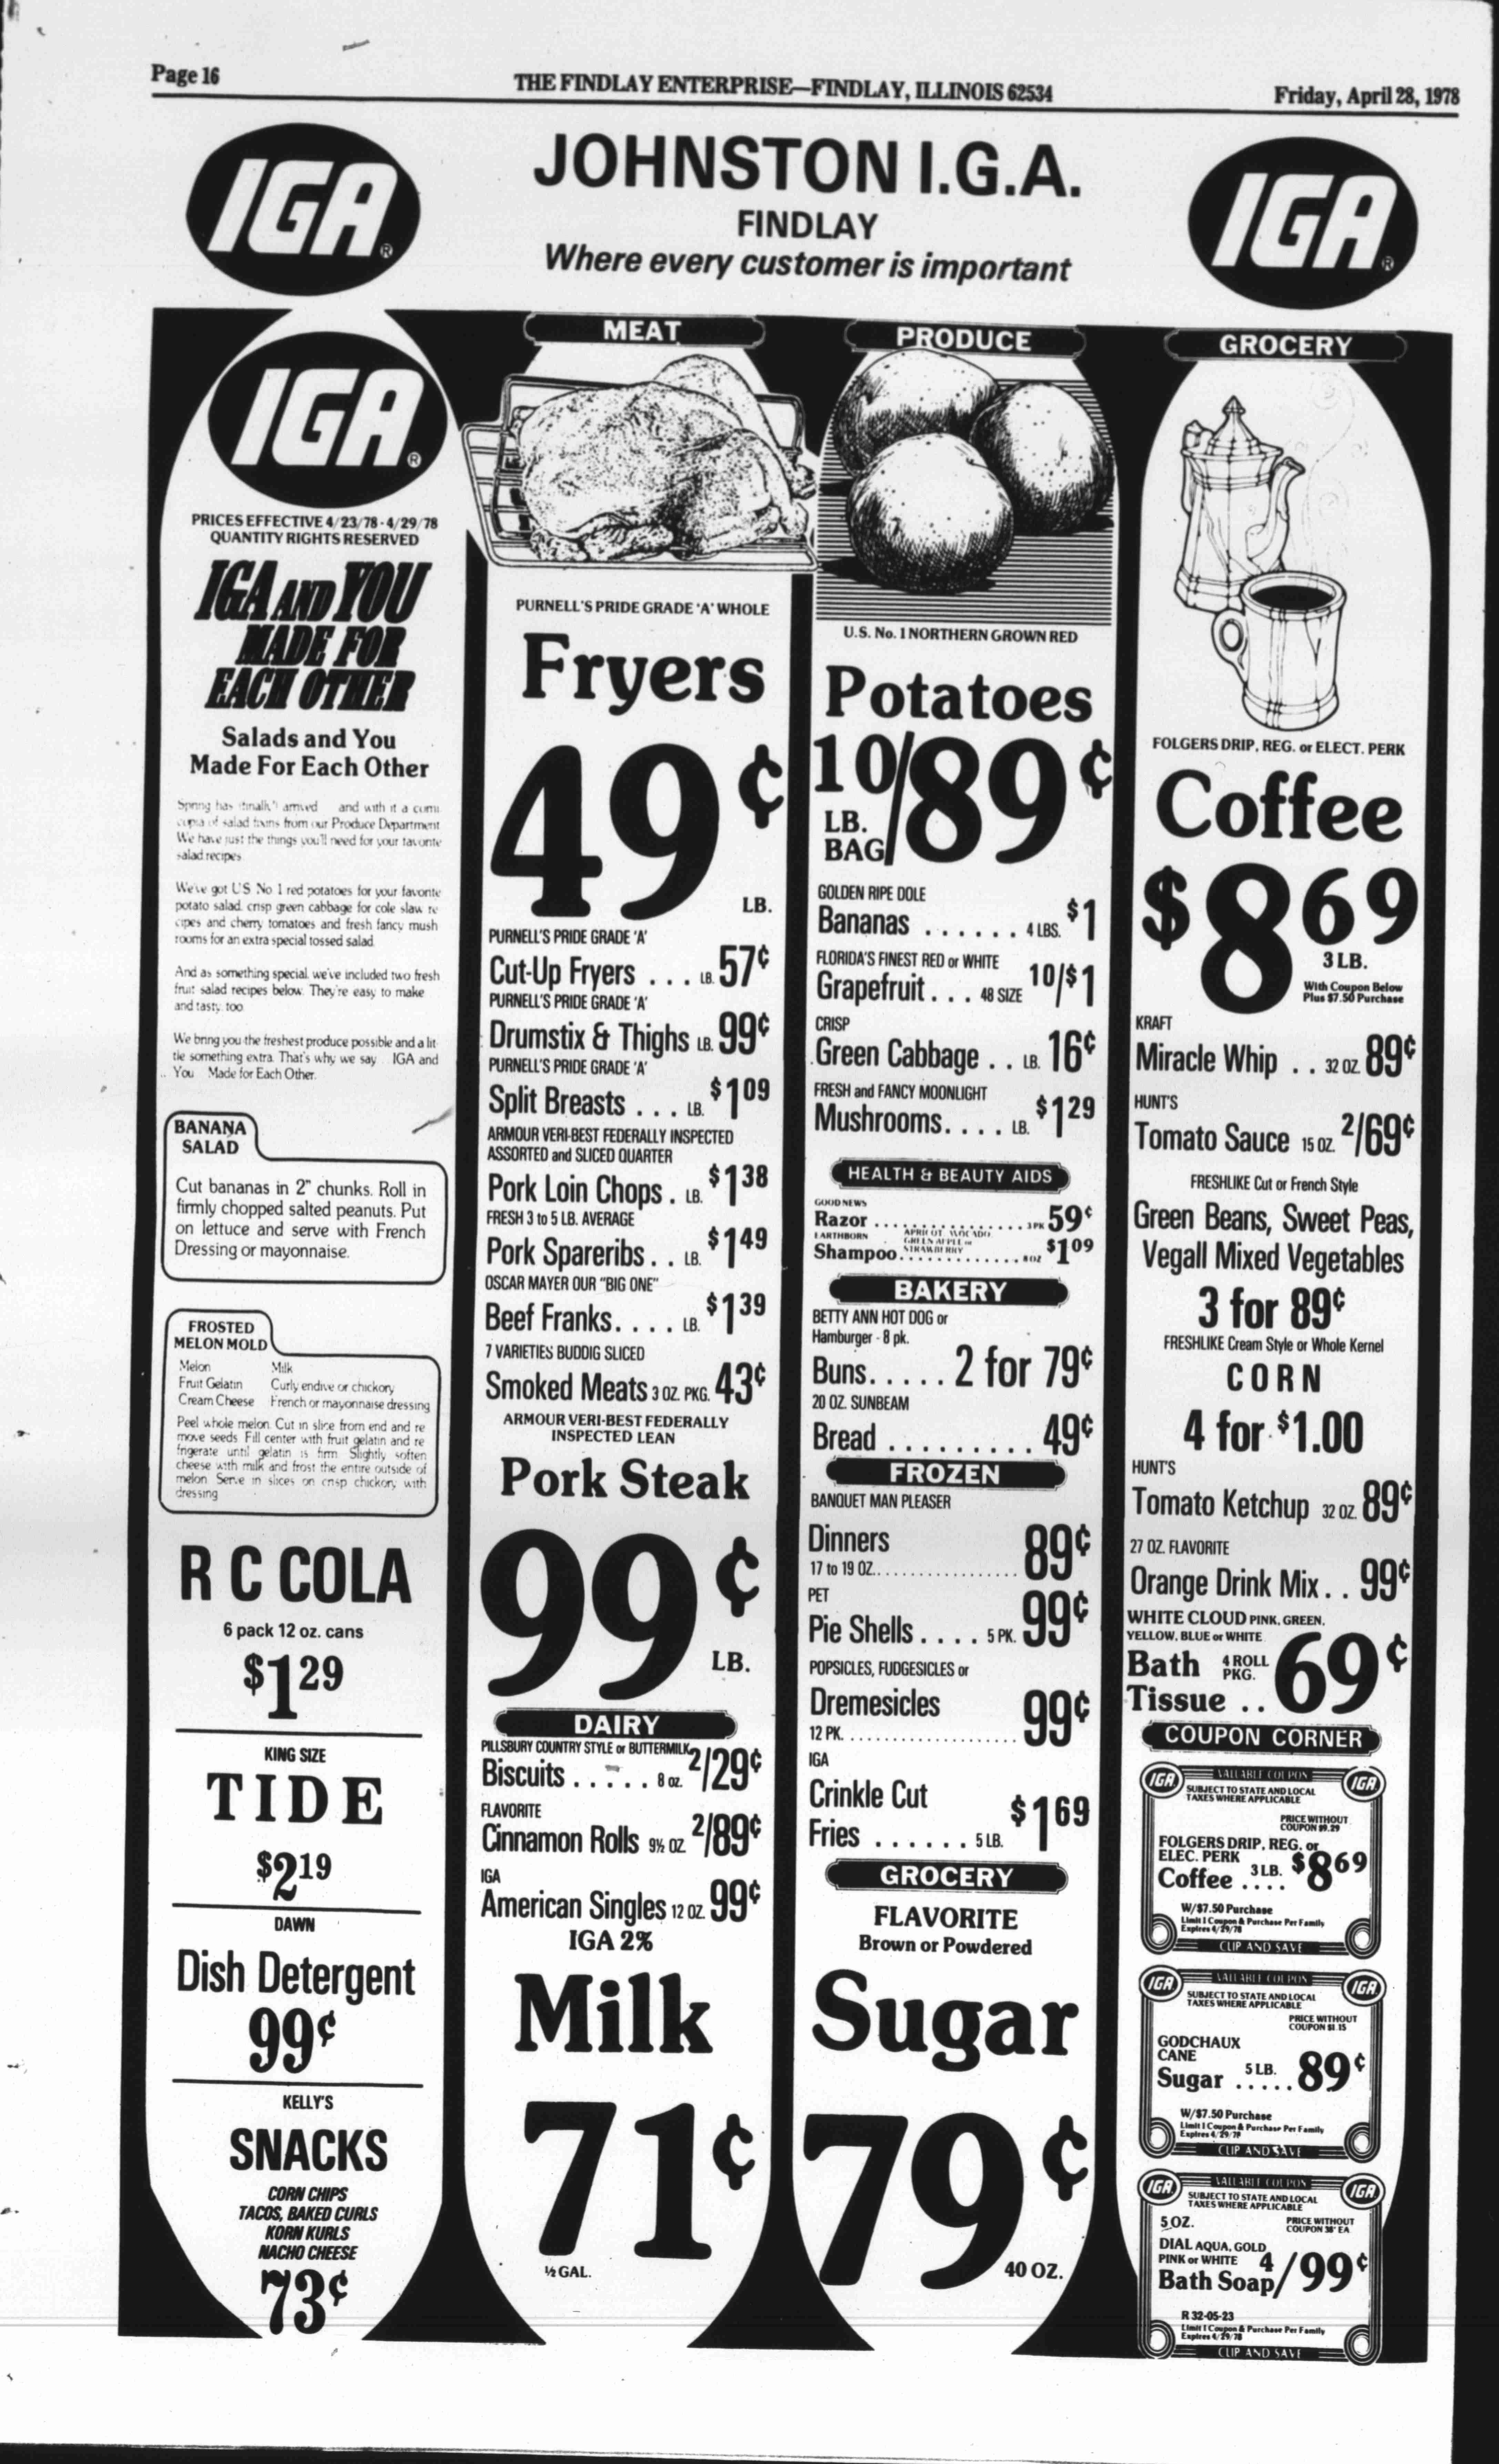 Page 16
THE FINDLAY ENTERPRISE—FINDLAY, ILLINOIS 62534
Friday, April 28, 1978
IGA®
JOHNSTON I.G.A.
FINDLAY
Where every customer is important
IGA®
IGA®
PRICES EFFECTIVE 4/23/78 - 4/29/78
QUANTITY RIGHTS RESERVED
IGA AND YOU
MADE FOR
EACH OTHER
Salads and You
Made For Each Other
Spring has (finally!) arrived and with it a cornu
copia of salad fixins from our Produce Department
We have just the things you'll need for your favorite
salad recipes
We've got US No 1 red potatoes for your favorite
potato salad, crisp green cabbage for cole slaw re
cipes and cherry tomatoes and fresh fancy mush
rooms for an extra special tossed salad
And as something special, we've included two fresh
fruit salad recipes below. They're easy to make
and tasty, too
We bring you the freshest produce possible and a lit
tle something extra. That's why we say IGA and
You Made for Each Other.
BANANA
SALAD
Cut bananas in 2" chunks. Roll in
firmly chopped salted peanuts. Put
on lettuce and serve with French
Dressing or mayonnaise.
FROSTED
MELON MOLD
Melon Milk
Fruit Gelatin Curly endive or chickory
Cream Cheese French or mayonnaise dressing
Peel whole melon. Cut in slice from end and re
move seeds. Fill center with fruit gelatin and re
frigerate until gelatin is firm. Slightly soften
cheese with milk and frost the entire outside of
melon Serve in slices on crisp chickory with
dressing
R C COLA
6 pack 12 oz. cans
$1 29
KING SIZE
TIDE
$2 19
DAWN
Dish Detergent
99¢
KELLY'S
SNACKS
CORN CHIPS
TACOS, BAKED CURLS
KORN KURLS
NACHO CHEESE
73¢
MEAT
PURNELL'S PRIDE GRADE 'A' WHOLE
Fryers
49¢
LB.
PURNELL'S PRIDE GRADE 'A'
Cut-Up Fryers ... LB. 57¢
PURNELL'S PRIDE GRADE 'A'
Drumstix & Thighs LB. 99¢
PURNELL'S PRIDE GRADE 'A'
Split Breasts ... LB. $1 09
ARMOUR VERI-BEST FEDERALLY INSPECTED
ASSORTED and SLICED QUARTER
Pork Loin Chops . LB. $1 38
FRESH 3 to 5 LB. AVERAGE
Pork Spareribs .. LB. $1 49
OSCAR MAYER OUR "BIG ONE"
Beef Franks .... LB. $1 39
7 VARIETIES BUDDIG SLICED
Smoked Meats 3 OZ. PKG. 43¢
ARMOUR VERI-BEST FEDERALLY
INSPECTED LEAN
Pork Steak
99¢
LB.
DAIRY
PILLSBURY COUNTRY STYLE or BUTTERMILK
Biscuits ..... 8 oz. 2/29¢
FLAVORITE
Cinnamon Rolls 9½ OZ. 2/89¢
IGA
American Singles 12 OZ. 99¢
IGA 2%
Milk
71¢
½ GAL.
PRODUCE
U.S. No. 1 NORTHERN GROWN RED
Potatoes
10 LB. BAG/89¢
GOLDEN RIPE DOLE
Bananas ...... 4 LBS. $1
FLORIDA'S FINEST RED or WHITE
Grapefruit ... 48 SIZE 10/$1
CRISP
Green Cabbage .. LB. 16¢
FRESH and FANCY MOONLIGHT
Mushrooms .... LB. $1 29
HEALTH & BEAUTY AIDS
GOOD NEWS
Razor ............... 3 PK 59¢
EARTHBORN APRICOT, AVOCADO,
GREEN APPLE or
Shampoo STRAWBERRY ............ 8 OZ $1 09
BAKERY
BETTY ANN HOT DOG or
Hamburger - 8 pk.
Buns ..... 2 for 79¢
20 OZ. SUNBEAM
Bread ......... 49¢
FROZEN
BANQUET MAN PLEASER
Dinners
17 to 19 OZ. ................. 89¢
PET
Pie Shells .... 5 PK. 99¢
POPSICLES, FUDGESICLES or
Dremesicles
12 PK. .................... 99¢
IGA
Crinkle Cut
Fries ...... 5 LB. $1 69
GROCERY
FLAVORITE
Brown or Powdered
Sugar
79¢
40 OZ.
GROCERY
FOLGERS DRIP, REG. or ELECT. PERK
Coffee
$8 69
3 LB.
With Coupon Below
Plus $7.50 Purchase
KRAFT
Miracle Whip .. 32 OZ. 89¢
HUNT'S
Tomato Sauce 15 OZ. 2/69¢
FRESHLIKE Cut or French Style
Green Beans, Sweet Peas,
Vegall Mixed Vegetables
3 for 89¢
FRESHLIKE Cream Style or Whole Kernel
CORN
4 for $1.00
HUNT'S
Tomato Ketchup 32 OZ. 89¢
27 OZ. FLAVORITE
Orange Drink Mix .. 99¢
WHITE CLOUD PINK, GREEN,
YELLOW, BLUE or WHITE
Bath 4 ROLL PKG. 69¢
Tissue ..
COUPON CORNER
IGA VALUABLE COUPON IGA
SUBJECT TO STATE AND LOCAL
TAXES WHERE APPLICABLE
PRICE WITHOUT
COUPON $9.29
FOLGERS DRIP, REG. or
ELEC. PERK
Coffee .... 3 LB. $8 69
W/$7.50 Purchase
Limit 1 Coupon & Purchase Per Family
Expires 4/29/78
CLIP AND SAVE
IGA VALUABLE COUPON IGA
SUBJECT TO STATE AND LOCAL
TAXES WHERE APPLICABLE
PRICE WITHOUT
COUPON $1.15
GODCHAUX
CANE
Sugar ..... 5 LB. 89¢
W/$7.50 Purchase
Limit 1 Coupon & Purchase Per Family
Expires 4/29/78
CLIP AND SAVE
IGA VALUABLE COUPON IGA
SUBJECT TO STATE AND LOCAL
TAXES WHERE APPLICABLE
5 OZ.
PRICE WITHOUT
COUPON 38¢ EA
DIAL AQUA, GOLD
PINK or WHITE
Bath Soap 4/99¢
R 32-05-23
Limit 1 Coupon & Purchase Per Family
Expires 4/29/78
CLIP AND SAVE